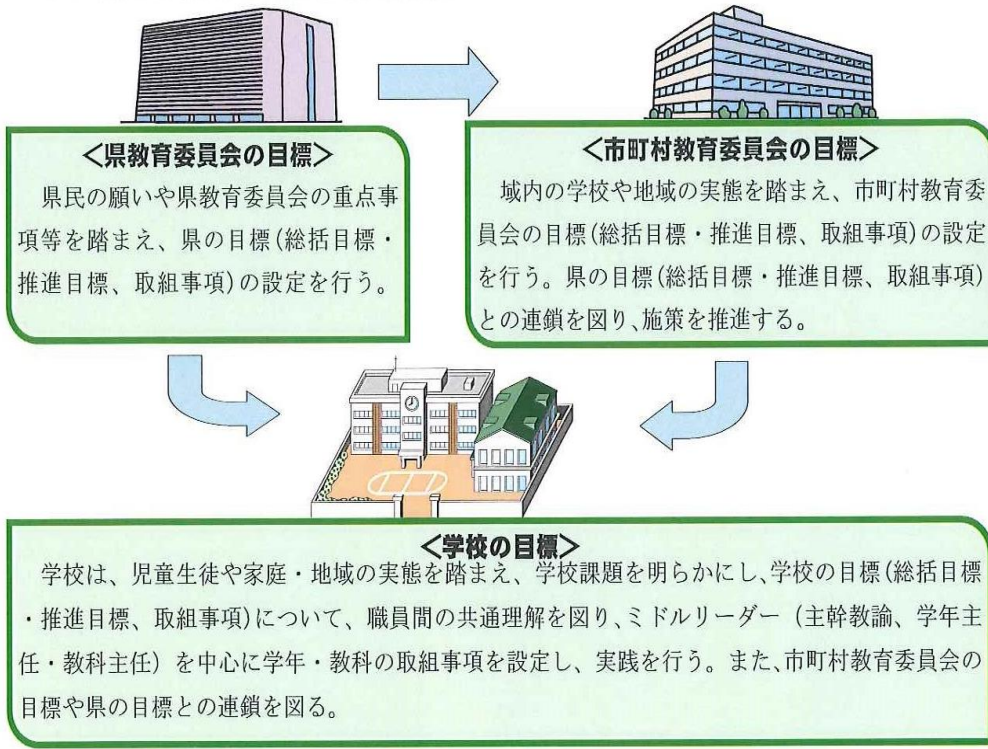 <県教育委員会の目標>
県民の願いや県教育委員会の重点事
項等を踏まえ、県の目標(総括目標・
推進目標、取組事項)の設定を行う。
<市町村教育委員会の目標>
域内の学校や地域の実態を踏まえ、市町村教育委
員会の目標(総括目標・推進目標、取組事項)の設定
を行う。県の目標(総括目標・推進目標、取組事項)
との連鎖を図り、施策を推進する。
<学校の目標>
学校は、児童生徒や家庭・地域の実態を踏まえ、学校課題を明らかにし、学校の目標(総括目標
・推進目標、取組事項)について、職員間の共通理解を図り、ミドルリーダー(主幹教諭、学年主
任・教科主任)を中心に学年・教科の取組事項を設定し、実践を行う。また、市町村教育委員会の
目標や県の目標との連鎖を図る。